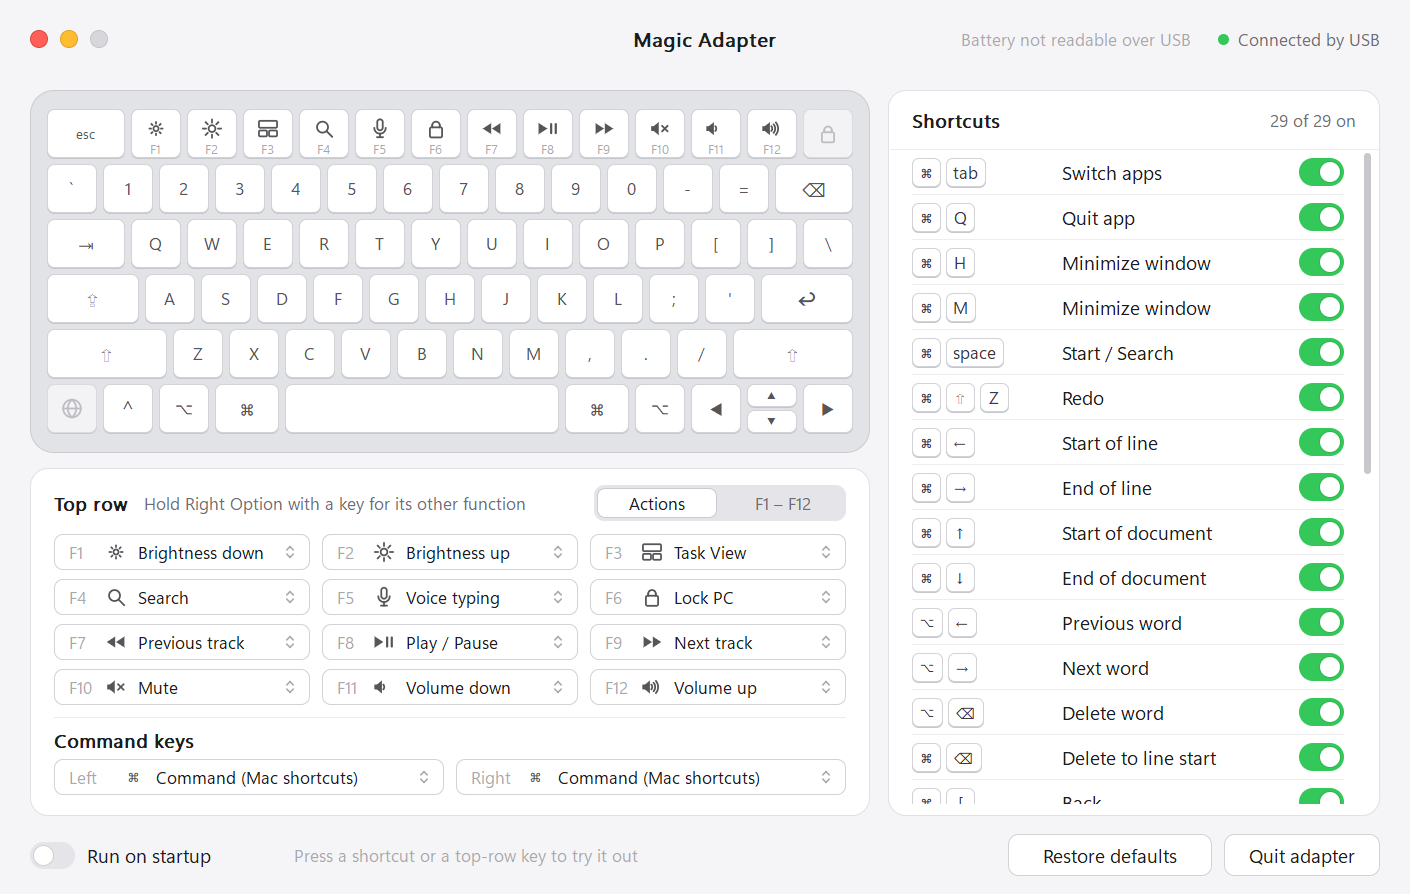 Magic Adapter
Battery not readable over USB
Connected by USB
esc F1 F2 F3 F4 F5 F6 F7 F8 F9 F10 F11 F12
` 1 2 3 4 5 6 7 8 9 0 - = ⌫
⇥ Q W E R T Y U I O P [ ] \
⇪ A S D F G H J K L ; ' ↩
⇧ Z X C V B N M , . / ⇧
^ ⌥ ⌘ ⌘ ⌥ ◀ ▲ ▼ ▶
Top row Hold Right Option with a key for its other function
Actions F1 – F12
F1 Brightness down
F2 Brightness up
F3 Task View
F4 Search
F5 Voice typing
F6 Lock PC
F7 Previous track
F8 Play / Pause
F9 Next track
F10 Mute
F11 Volume down
F12 Volume up
Command keys
Left ⌘ Command (Mac shortcuts)
Right ⌘ Command (Mac shortcuts)
Shortcuts 29 of 29 on
⌘ tab Switch apps
⌘ Q Quit app
⌘ H Minimize window
⌘ M Minimize window
⌘ space Start / Search
⌘ ⇧ Z Redo
⌘ ← Start of line
⌘ → End of line
⌘ ↑ Start of document
⌘ ↓ End of document
⌥ ← Previous word
⌥ → Next word
⌥ ⌫ Delete word
⌘ ⌫ Delete to line start
⌘ [ Back
Run on startup
Press a shortcut or a top-row key to try it out
Restore defaults
Quit adapter